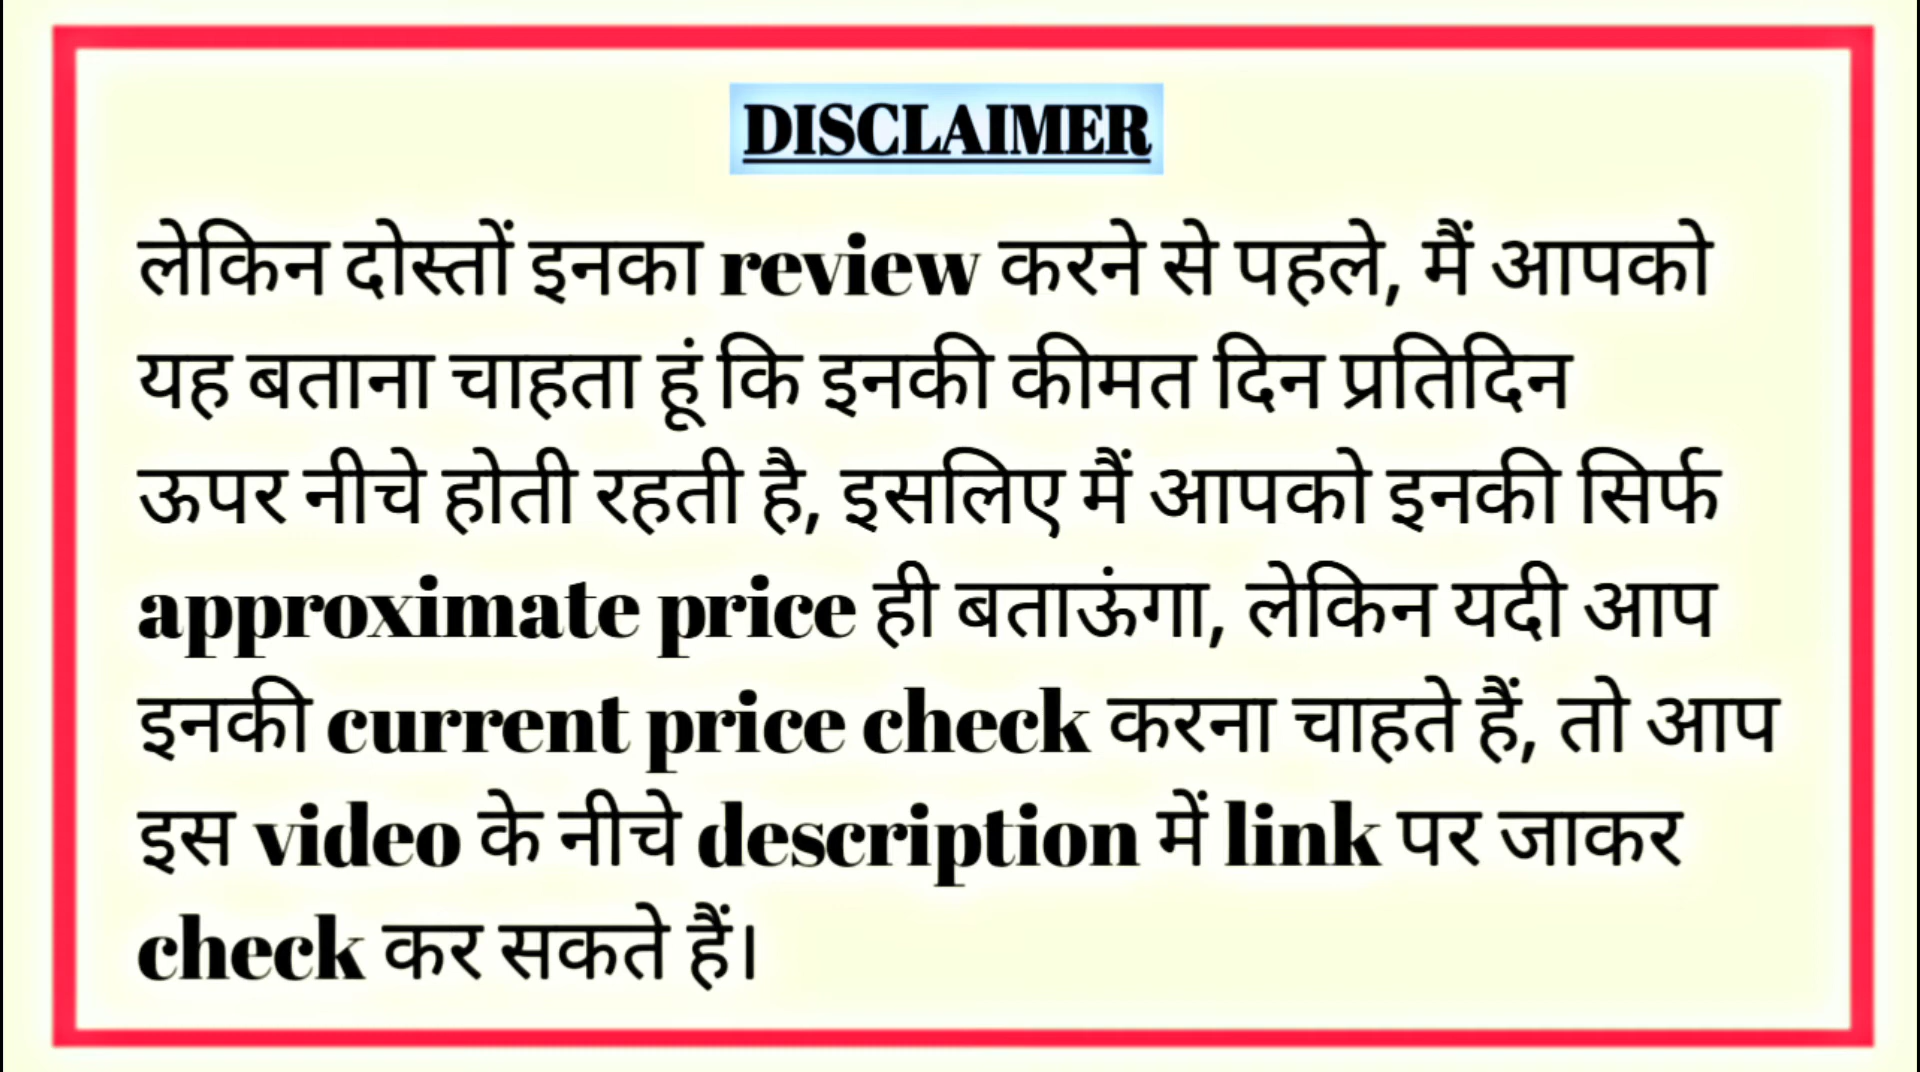 DISCLAIMER
लेकिन दोस्तों इनका review करने से पहले, मैं आपको
यह बताना चाहता हूं कि इनकी कीमत दिन प्रतिदिन
ऊपर नीचे होती रहती है, इसलिए मैं आपको इनकी सिर्फ
approximate price ही बताऊंगा, लेकिन यदी आप
इनकी current price check करना चाहते हैं, तो आप
इस video के नीचे description में link पर जाकर
check कर सकते हैं।